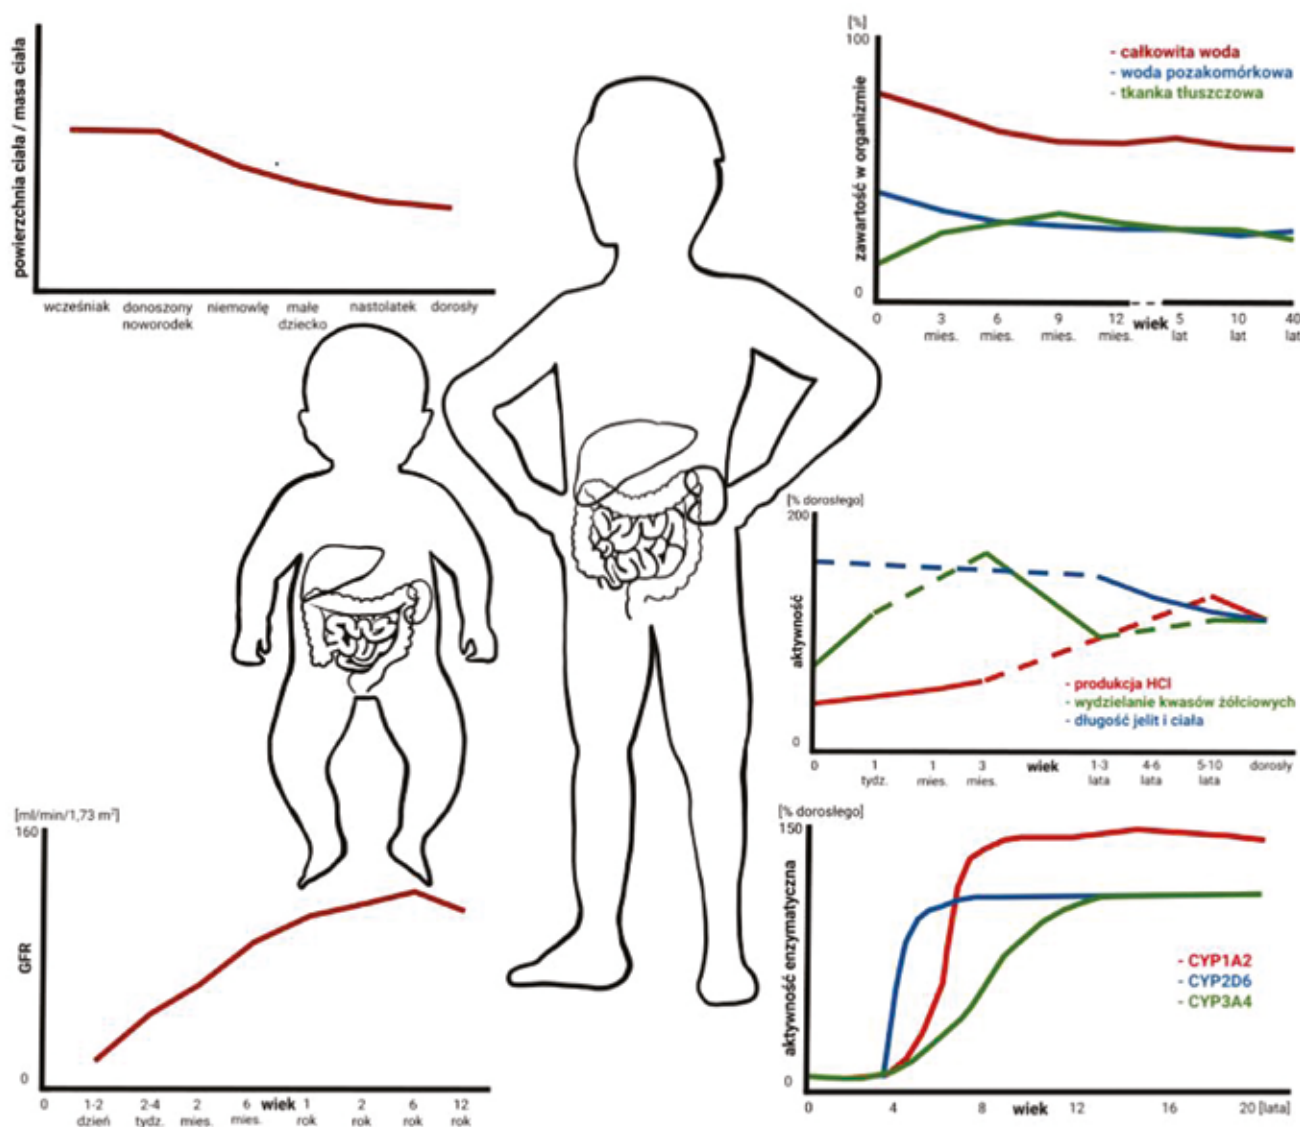 powierzchnia ciała / masa ciała
wcześniak
donoszony
noworodek
niemowlę
małe
dziecko
nastolatek
dorosły
[%]
100
0
zawartość w organizmie
- całkowita woda
- woda pozakomórkowa
- tkanka tłuszczowa
0
3
mies.
6
mies.
9
mies.
12
mies.
wiek
5
lat
10
lat
40
lat
[% dorosłego]
200
0
aktywność
- produkcja HCl
- wydzielanie kwasów żółciowych
- długość jelit i ciała
0
1
tydz.
1
mies.
3
mies.
wiek
1-3
lata
4-6
lata
5-10
lata
dorosły
[ml/min/1,73 m²]
160
0
GFR
0
1-2
dzień
2-4
tydz.
2
mies.
6
mies.
wiek
1
rok
2
rok
6
rok
12
rok
[% dorosłego]
150
0
aktywność enzymatyczna
- CYP1A2
- CYP2D6
- CYP3A4
0
4
8
wiek
12
16
20 [lata]